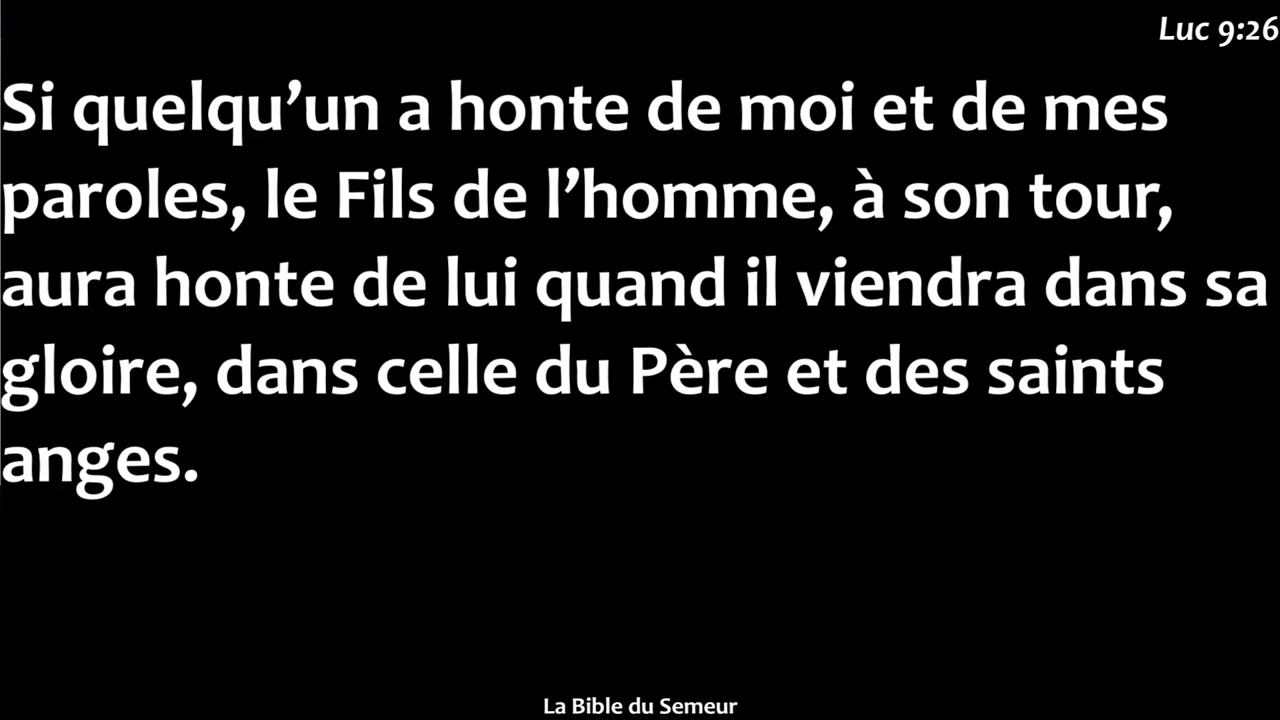 Luc 9:26
Si quelqu’un a honte de moi et de mes
paroles, le Fils de l’homme, à son tour,
aura honte de lui quand il viendra dans sa
gloire, dans celle du Père et des saints
anges.
La Bible du Semeur